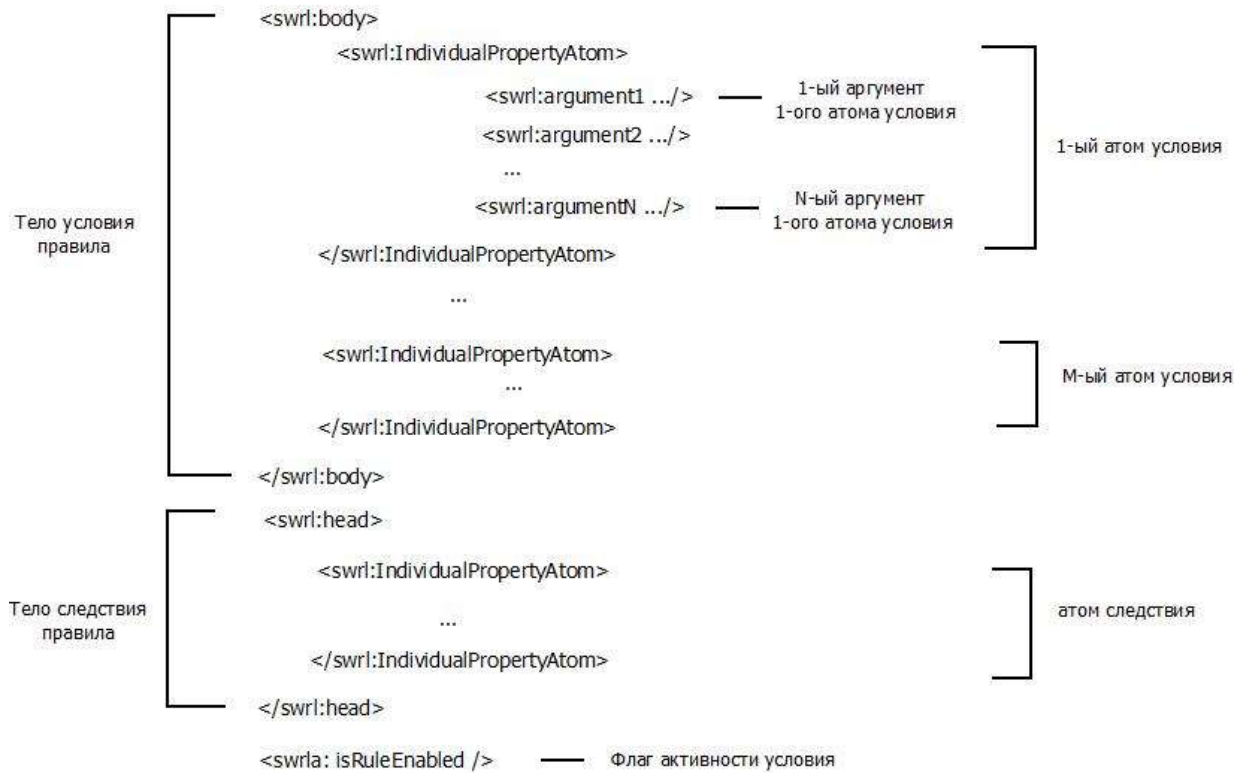 <swrl:body>
<swrl:IndividualPropertyAtom>
<swrl:argument1 .../>
1-ый аргумент
1-ого атома условия
<swrl:argument2 .../>
1-ый атом условия
...
<swrl:argumentN .../>
N-ый аргумент
1-ого атома условия
Тело условия
правила
</swrl:IndividualPropertyAtom>
...
<swrl:IndividualPropertyAtom>
...
M-ый атом условия
</swrl:IndividualPropertyAtom>
</swrl:body>
<swrl:head>
<swrl:IndividualPropertyAtom>
Тело следствия
правила
...
атом следствия
</swrl:IndividualPropertyAtom>
</swrl:head>
<swrla: isRuleEnabled />
Флаг активности условия